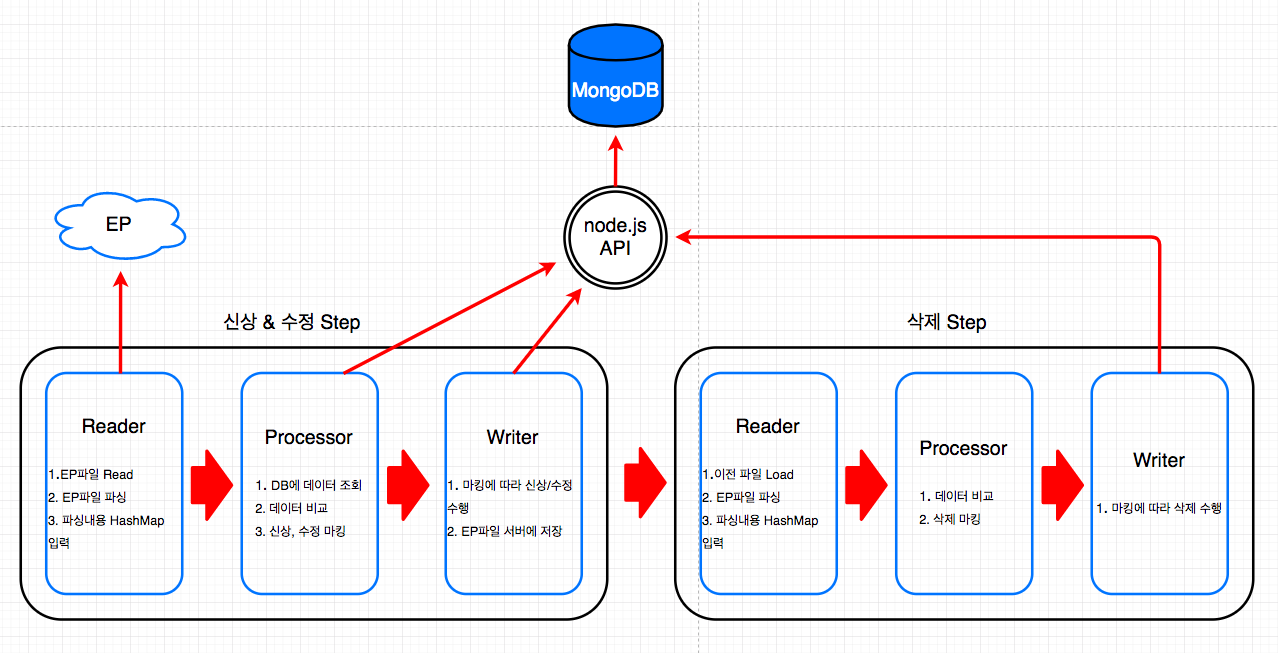 MongoDB
node.js
API
EP
신상 & 수정 Step
Reader
1.EP파일 Read
2. EP파일 파싱
3. 파싱내용 HashMap
입력
Processor
1. DB에 데이터 조회
2. 데이터 비교
3. 신상, 수정 마킹
Writer
1. 마킹에 따라 신상/수정
수행
2. EP파일 서버에 저장
삭제 Step
Reader
1.이전 파일 Load
2. EP파일 파싱
3. 파싱내용 HashMap
입력
Processor
1. 데이터 비교
2. 삭제 마킹
Writer
1. 마킹에 따라 삭제 수행